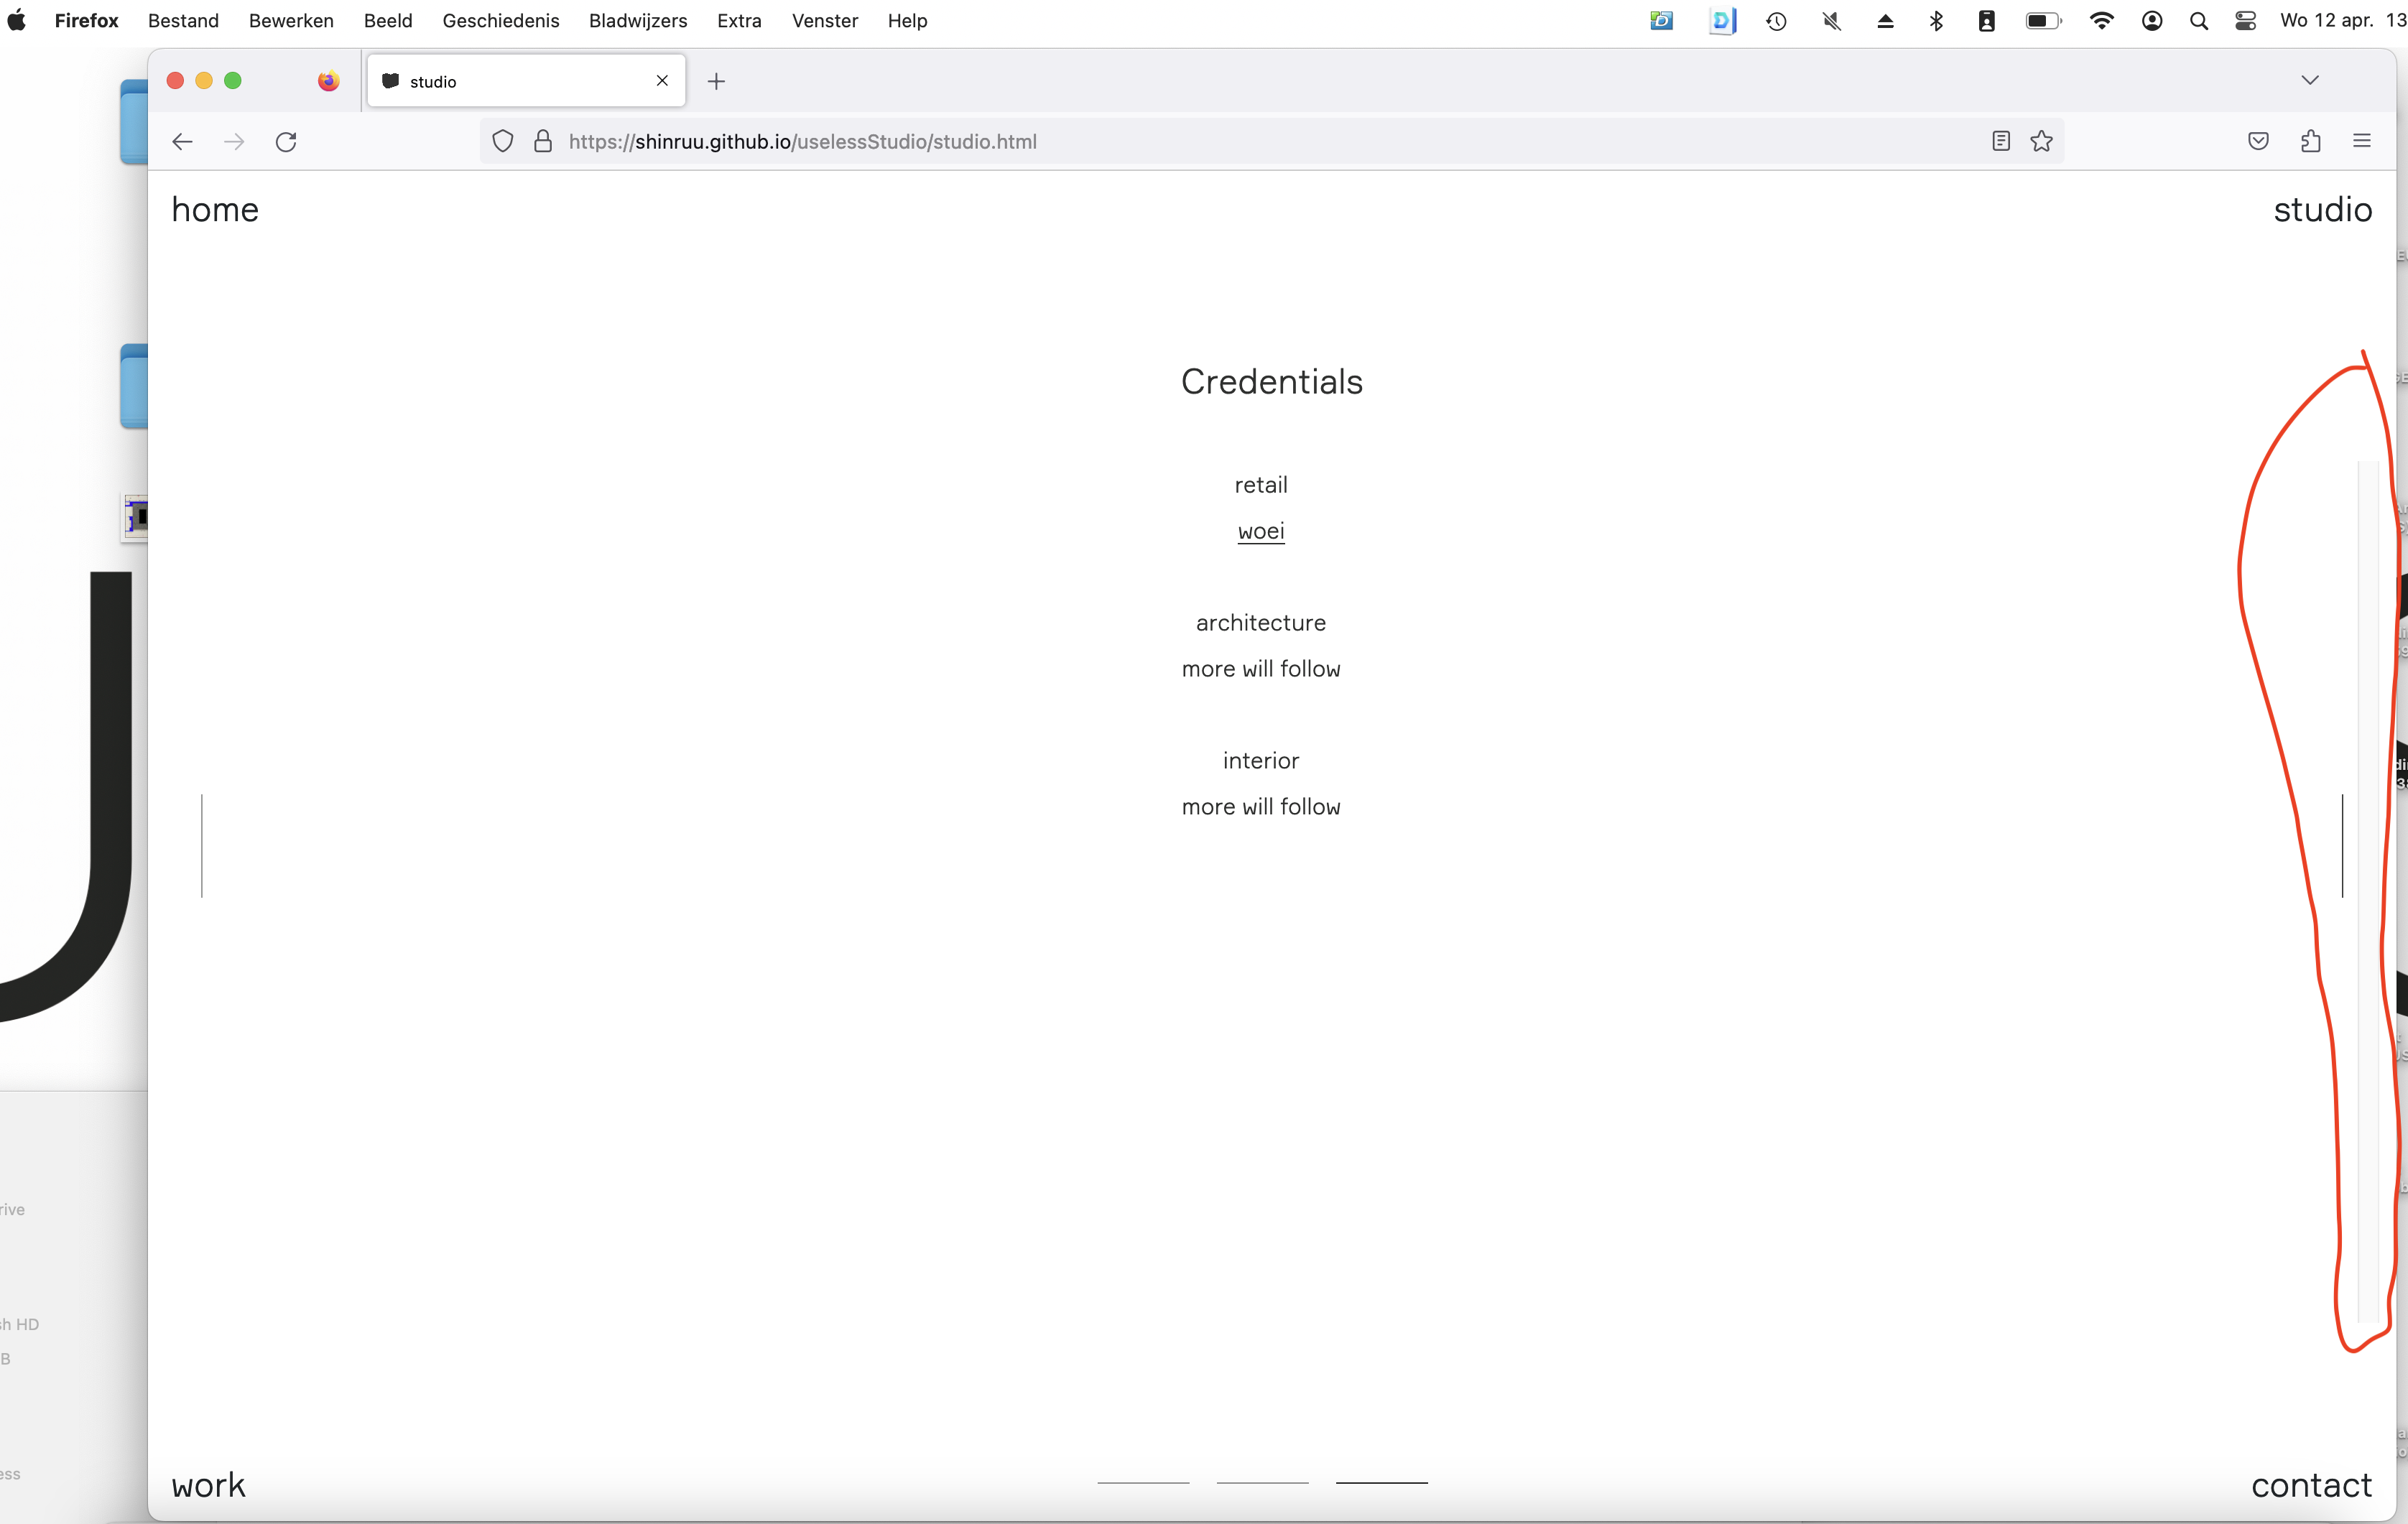 Firefox Bestand Bewerken Beeld Geschiedenis Bladwijzers Extra Venster Help Wo 12 apr. 13
studio
https://shinruu.github.io/uselessStudio/studio.html
home studio
Credentials
retail
woei
architecture
more will follow
interior
more will follow
rive
sh HD
B
ess
work contact